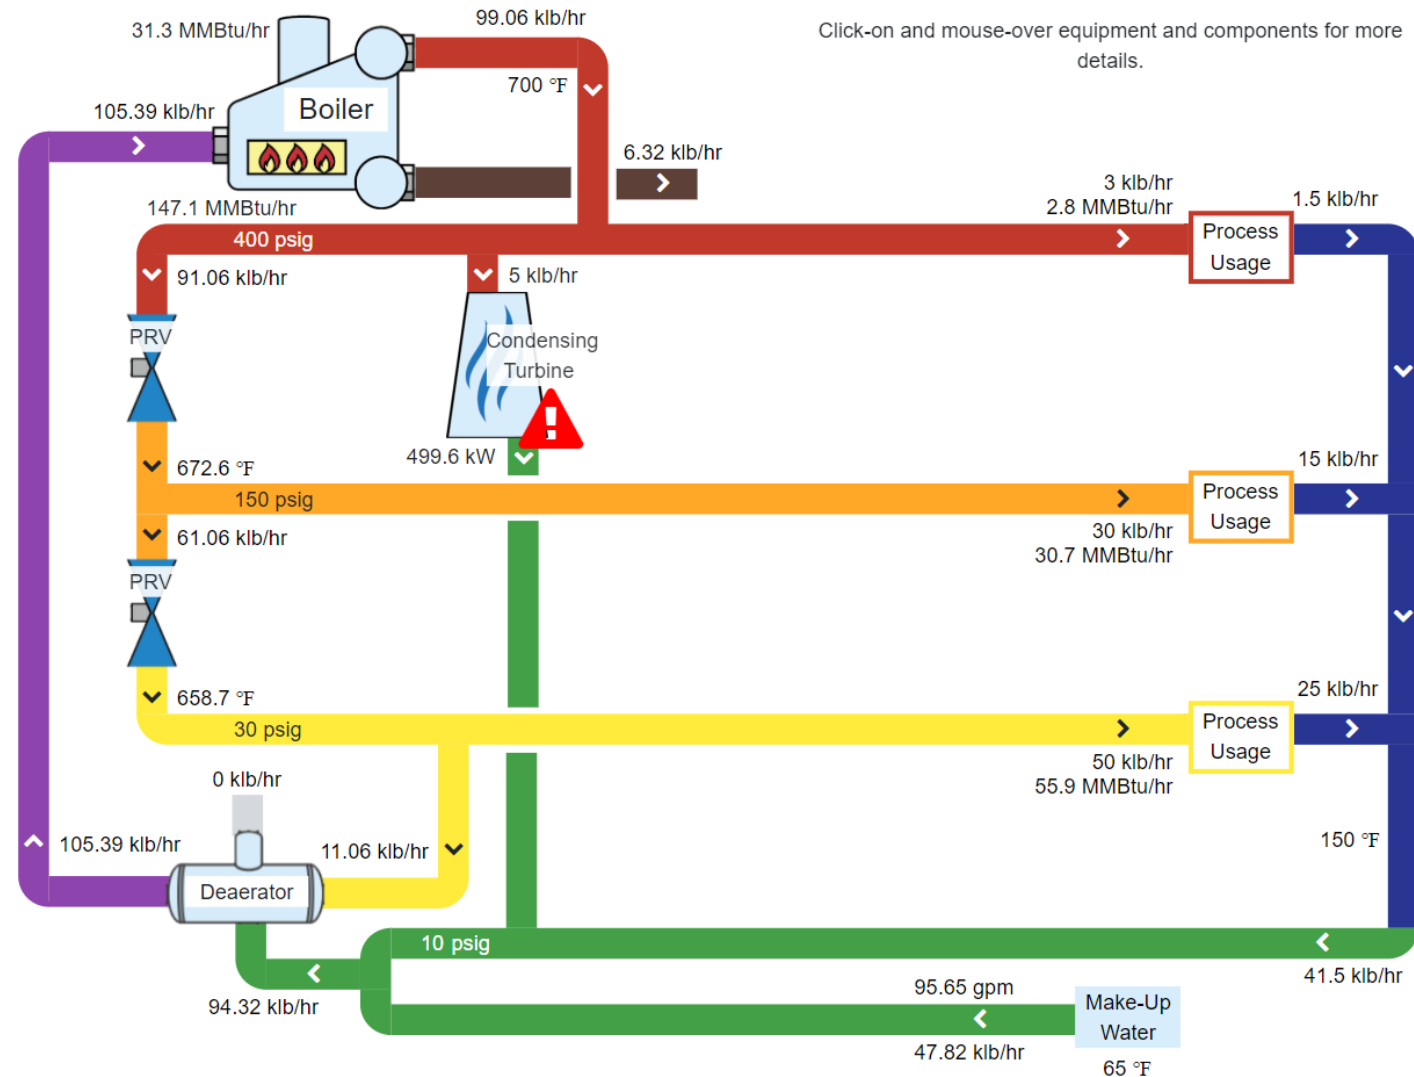 31.3 MMBtu/hr
99.06 klb/hr
Click-on and mouse-over equipment and components for more
details.
700 °F
105.39 klb/hr
Boiler
6.32 klb/hr
147.1 MMBtu/hr
3 klb/hr
2.8 MMBtu/hr
1.5 klb/hr
400 psig
Process
Usage
91.06 klb/hr
5 klb/hr
PRV
Condensing
Turbine
!
499.6 kW
672.6 °F
15 klb/hr
150 psig
Process
Usage
30 klb/hr
30.7 MMBtu/hr
61.06 klb/hr
PRV
658.7 °F
25 klb/hr
30 psig
Process
Usage
50 klb/hr
55.9 MMBtu/hr
0 klb/hr
105.39 klb/hr
11.06 klb/hr
150 °F
Deaerator
10 psig
41.5 klb/hr
94.32 klb/hr
95.65 gpm
Make-Up
Water
47.82 klb/hr
65 °F